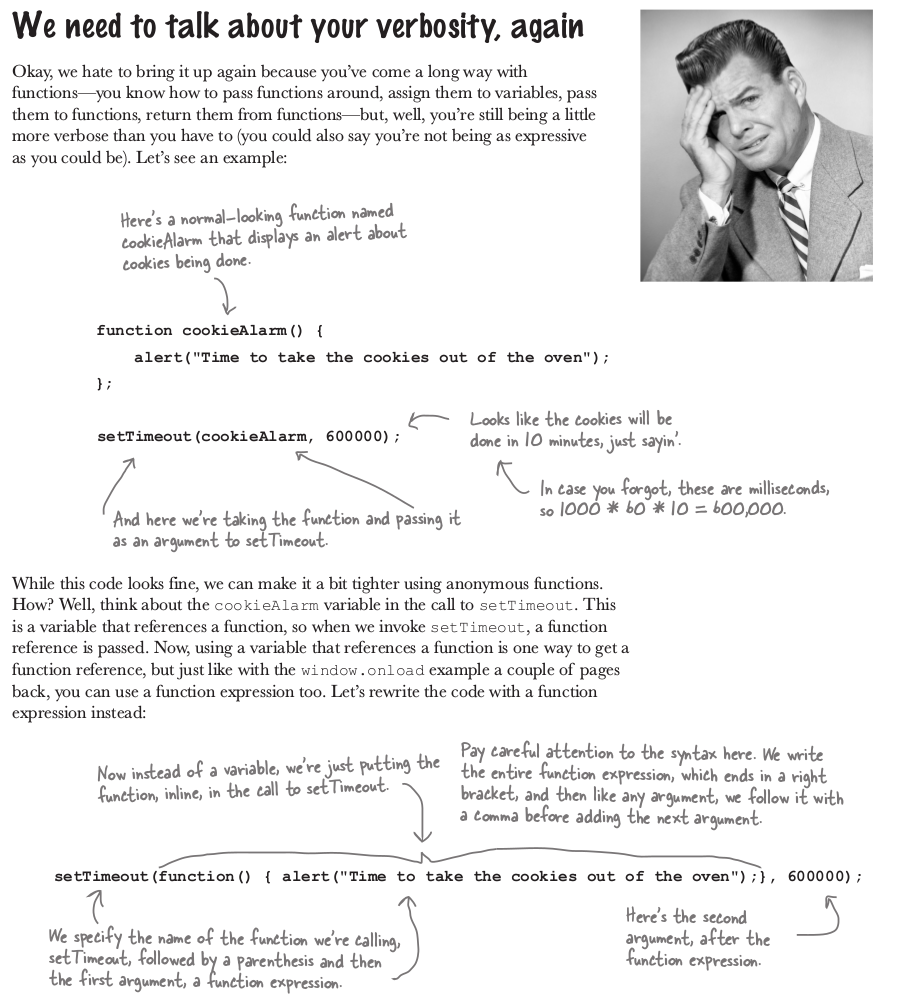 We need to talk about your verbosity, again
Okay, we hate to bring it up again because you’ve come a long way with
functions—you know how to pass functions around, assign them to variables, pass
them to functions, return them from functions—but, well, you’re still being a little
more verbose than you have to (you could also say you’re not being as expressive
as you could be). Let’s see an example:
Here’s a normal-looking function named
cookieAlarm that displays an alert about
cookies being done.
function cookieAlarm() {
    alert("Time to take the cookies out of the oven");
};
setTimeout(cookieAlarm, 600000);
Looks like the cookies will be
done in 10 minutes, just sayin’.
In case you forgot, these are milliseconds,
so 1000 * 60 * 10 = 600,000.
And here we’re taking the function and passing it
as an argument to setTimeout.
While this code looks fine, we can make it a bit tighter using anonymous functions.
How? Well, think about the cookieAlarm variable in the call to setTimeout. This
is a variable that references a function, so when we invoke setTimeout, a function
reference is passed. Now, using a variable that references a function is one way to get a
function reference, but just like with the window.onload example a couple of pages
back, you can use a function expression too. Let’s rewrite the code with a function
expression instead:
Now instead of a variable, we’re just putting the
function, inline, in the call to setTimeout.
Pay careful attention to the syntax here. We write
the entire function expression, which ends in a right
bracket, and then like any argument, we follow it with
a comma before adding the next argument.
setTimeout(function() { alert("Time to take the cookies out of the oven");}, 600000);
We specify the name of the function we’re calling,
setTimeout, followed by a parenthesis and then
the first argument, a function expression.
Here’s the second
argument, after the
function expression.